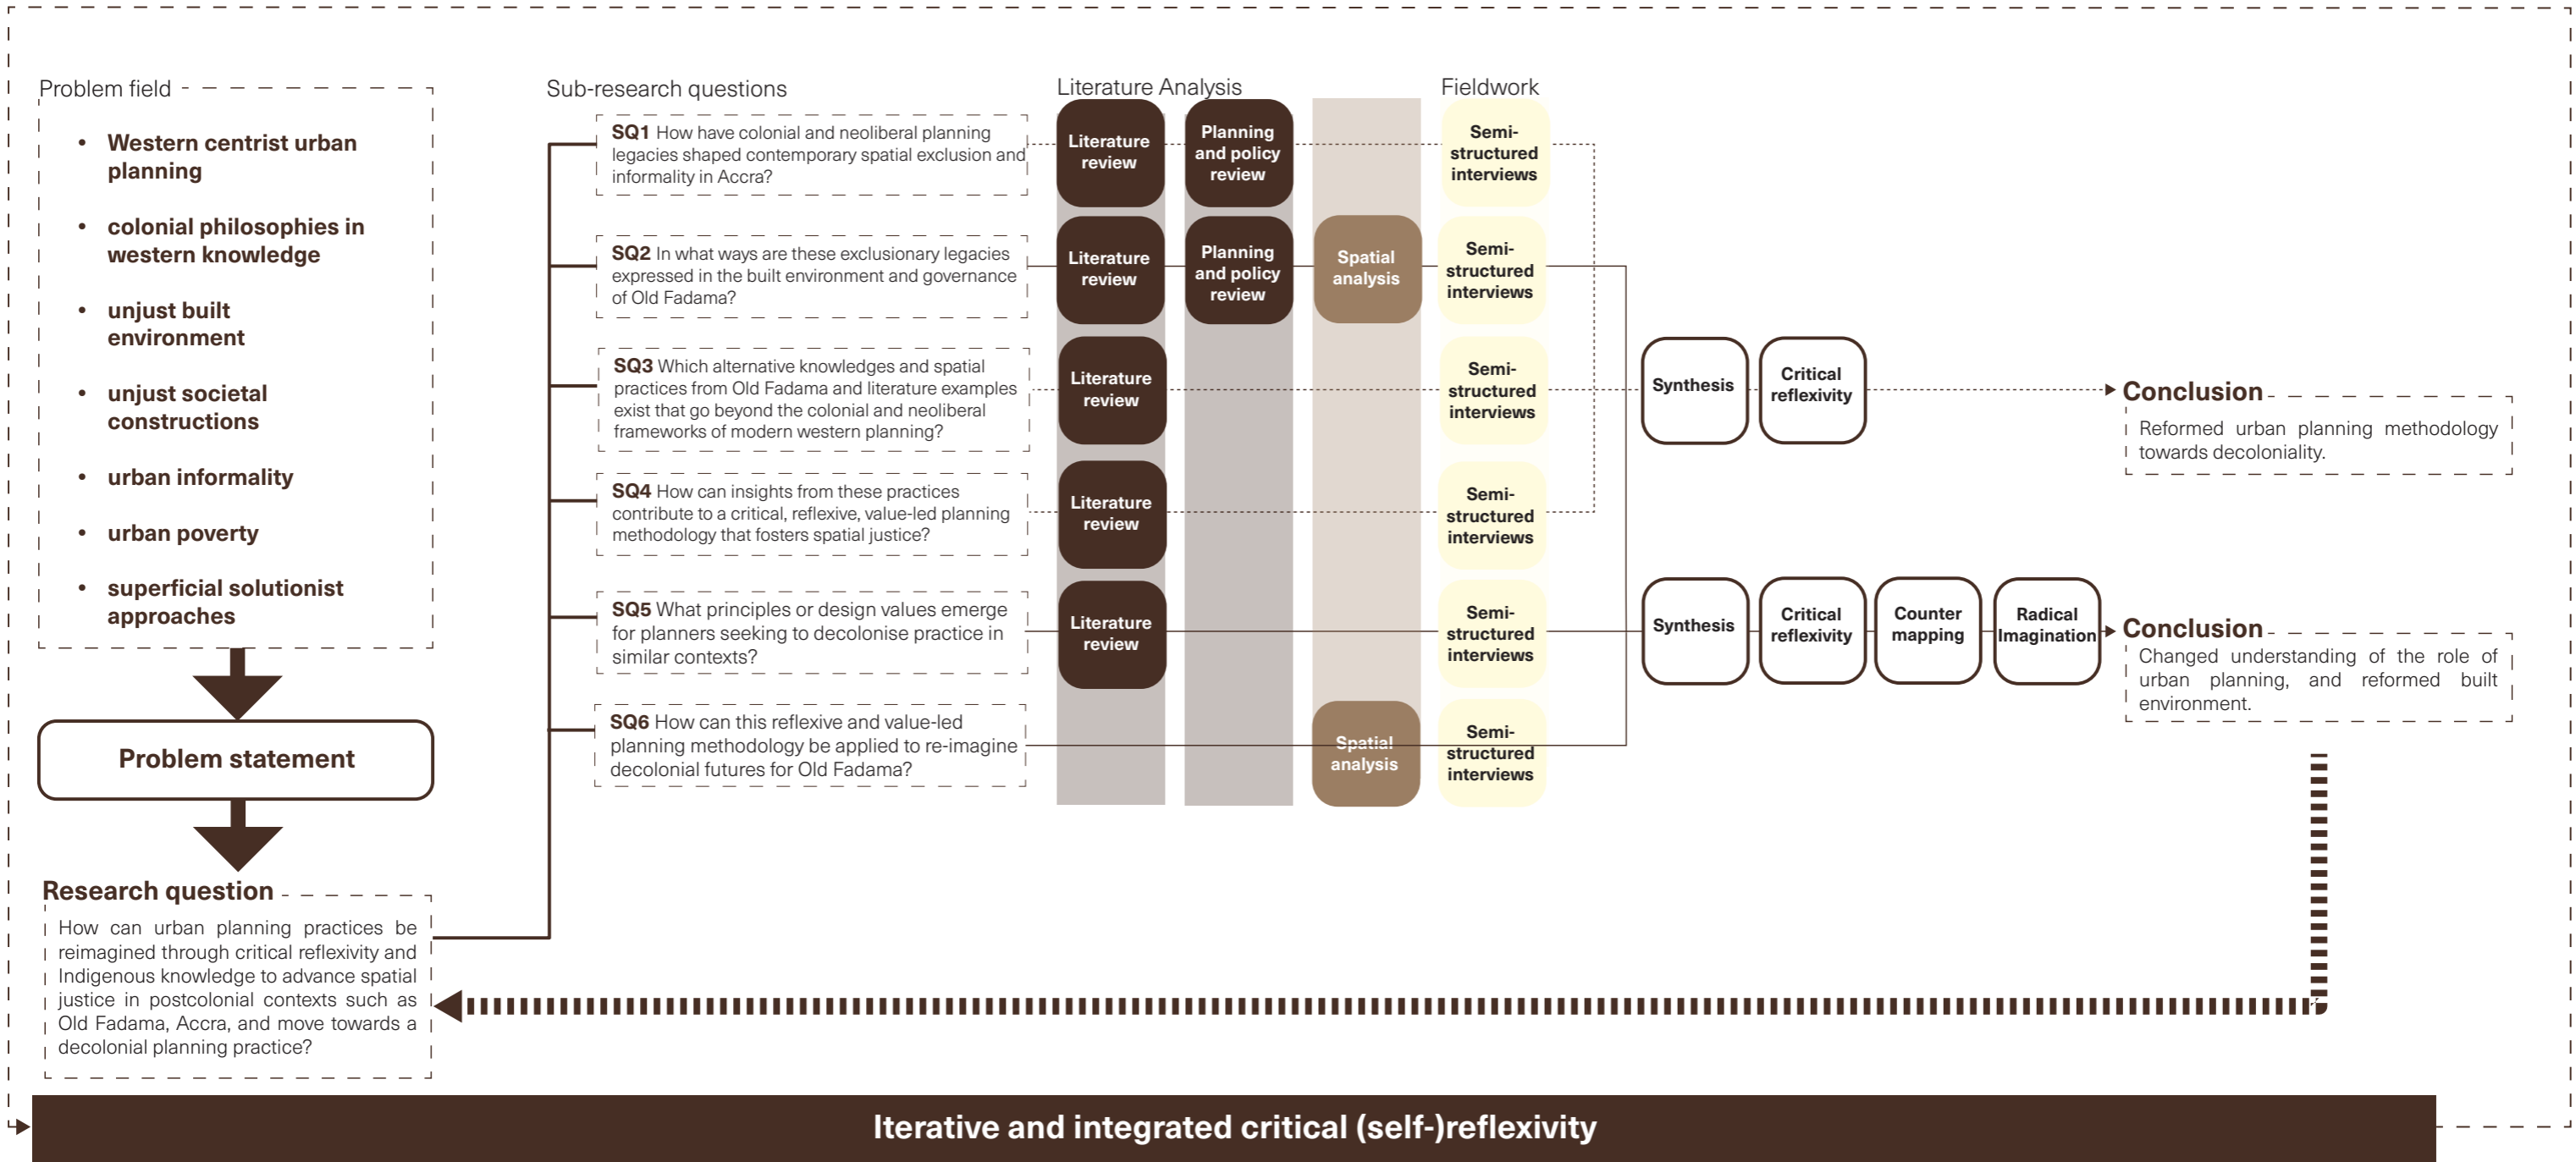 Problem field
• Western centrist urban
planning
• colonial philosophies in
western knowledge
• unjust built
environment
• unjust societal
constructions
• urban informality
• urban poverty
• superficial solutionist
approaches
Problem statement
Research question
How can urban planning practices be
reimagined through critical reflexivity and
Indigenous knowledge to advance spatial
justice in postcolonial contexts such as
Old Fadama, Accra, and move towards a
decolonial planning practice?
Sub-research questions
SQ1 How have colonial and neoliberal planning
legacies shaped contemporary spatial exclusion and
informality in Accra?
SQ2 In what ways are these exclusionary legacies
expressed in the built environment and governance
of Old Fadama?
SQ3 Which alternative knowledges and spatial
practices from Old Fadama and literature examples
exist that go beyond the colonial and neoliberal
frameworks of modern western planning?
SQ4 How can insights from these practices
contribute to a critical, reflexive, value-led planning
methodology that fosters spatial justice?
SQ5 What principles or design values emerge
for planners seeking to decolonise practice in
similar contexts?
SQ6 How can this reflexive and value-led
planning methodology be applied to re-imagine
decolonial futures for Old Fadama?
Literature Analysis
Fieldwork
Literature
review
Planning
and policy
review
Semi-
structured
interviews
Literature
review
Planning
and policy
review
Spatial
analysis
Semi-
structured
interviews
Literature
review
Semi-
structured
interviews
Literature
review
Semi-
structured
interviews
Literature
review
Semi-
structured
interviews
Spatial
analysis
Semi-
structured
interviews
Synthesis
Critical
reflexivity
Conclusion
Reformed urban planning methodology
towards decoloniality.
Synthesis
Critical
reflexivity
Counter
mapping
Radical
Imagination
Conclusion
Changed understanding of the role of
urban planning, and reformed built
environment.
Iterative and integrated critical (self-)reflexivity